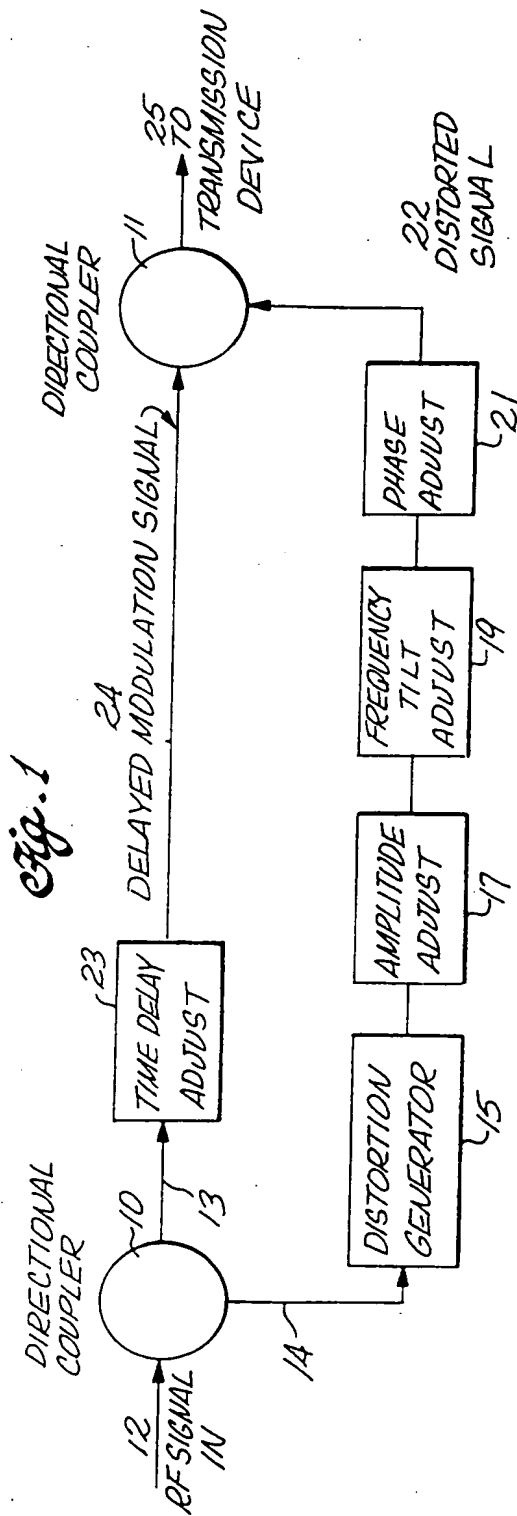 Fig. 1
DIRECTIONAL
COUPLER
10
12
RF SIGNAL
IN
13
14
23
TIME DELAY
ADJUST
24
DELAYED MODULATION SIGNAL
DIRECTIONAL
COUPLER
11
25
TO
TRANSMISSION
DEVICE
DISTORTION
GENERATOR
15
AMPLITUDE
ADJUST
17
FREQUENCY
TILT
ADJUST
19
PHASE
ADJUST
21
22
DISTORTED
SIGNAL